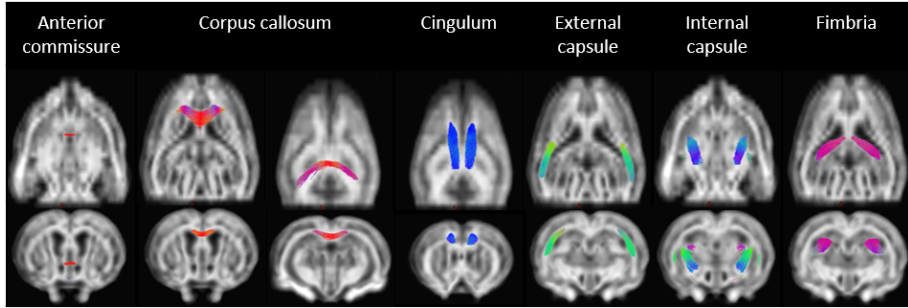 Anterior
commissure
Corpus callosum
Cingulum
External
capsule
Internal
capsule
Fimbria